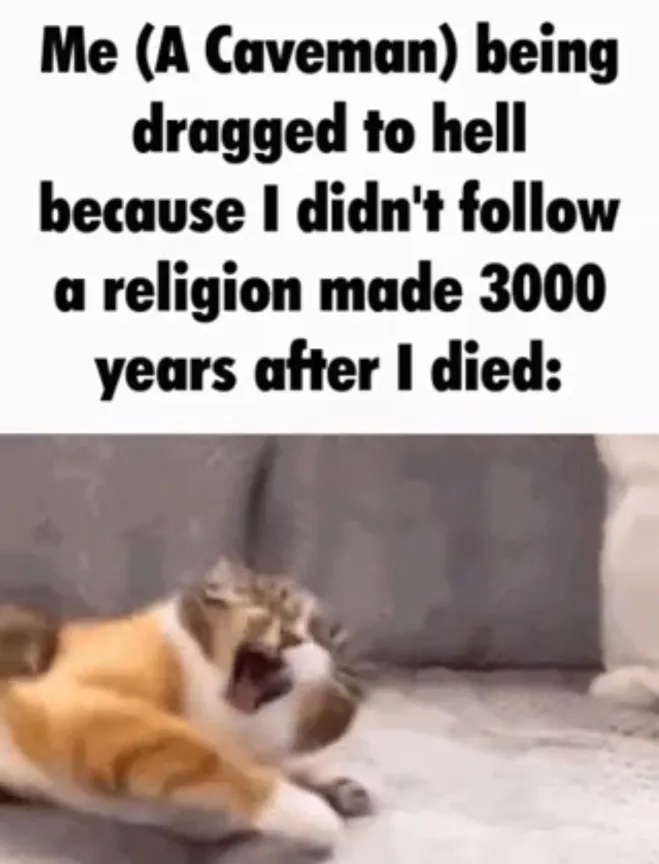 Me (A Caveman) being
dragged to hell
because I didn't follow
a religion made 3000
years after I died: